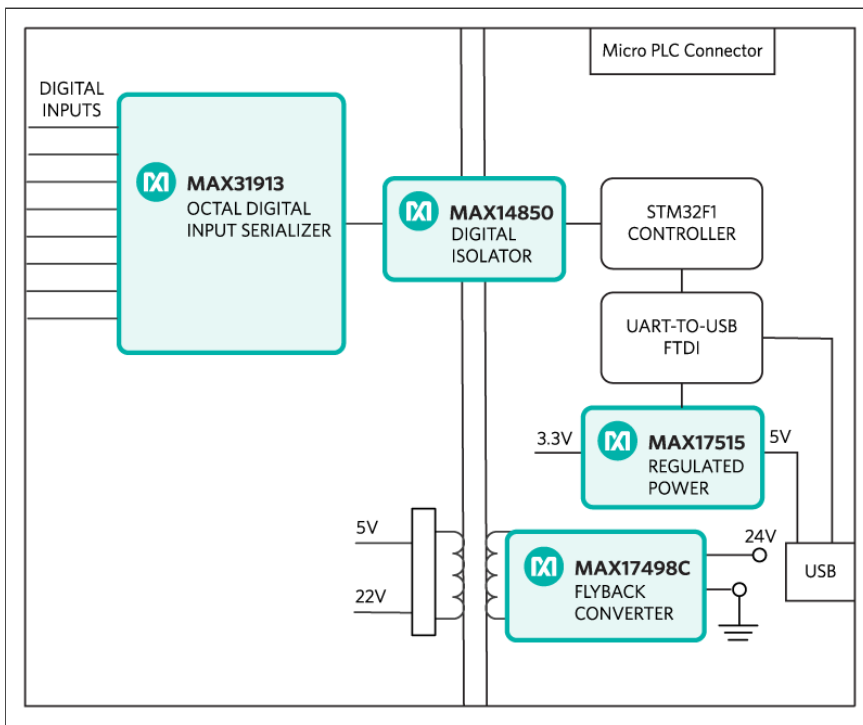 Micro PLC Connector
DIGITAL
INPUTS
MAX31913
OCTAL DIGITAL
INPUT SERIALIZER
MAX14850
DIGITAL
ISOLATOR
STM32F1
CONTROLLER
UART-TO-USB
FTDI
3.3V
MAX17515
REGULATED
POWER
5V
5V
22V
MAX17498C
FLYBACK
CONVERTER
24V
USB